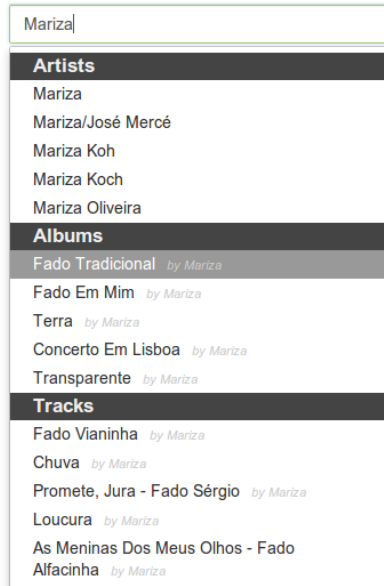 Mariza
Artists
Mariza
Mariza/José Mercé
Mariza Koh
Mariza Koch
Mariza Oliveira
Albums
Fado Tradicional by Mariza
Fado Em Mim by Mariza
Terra by Mariza
Concerto Em Lisboa by Mariza
Transparente by Mariza
Tracks
Fado Vianinha by Mariza
Chuva by Mariza
Promete, Jura - Fado Sérgio by Mariza
Loucura by Mariza
As Meninas Dos Meus Olhos - Fado
Alfacinha by Mariza